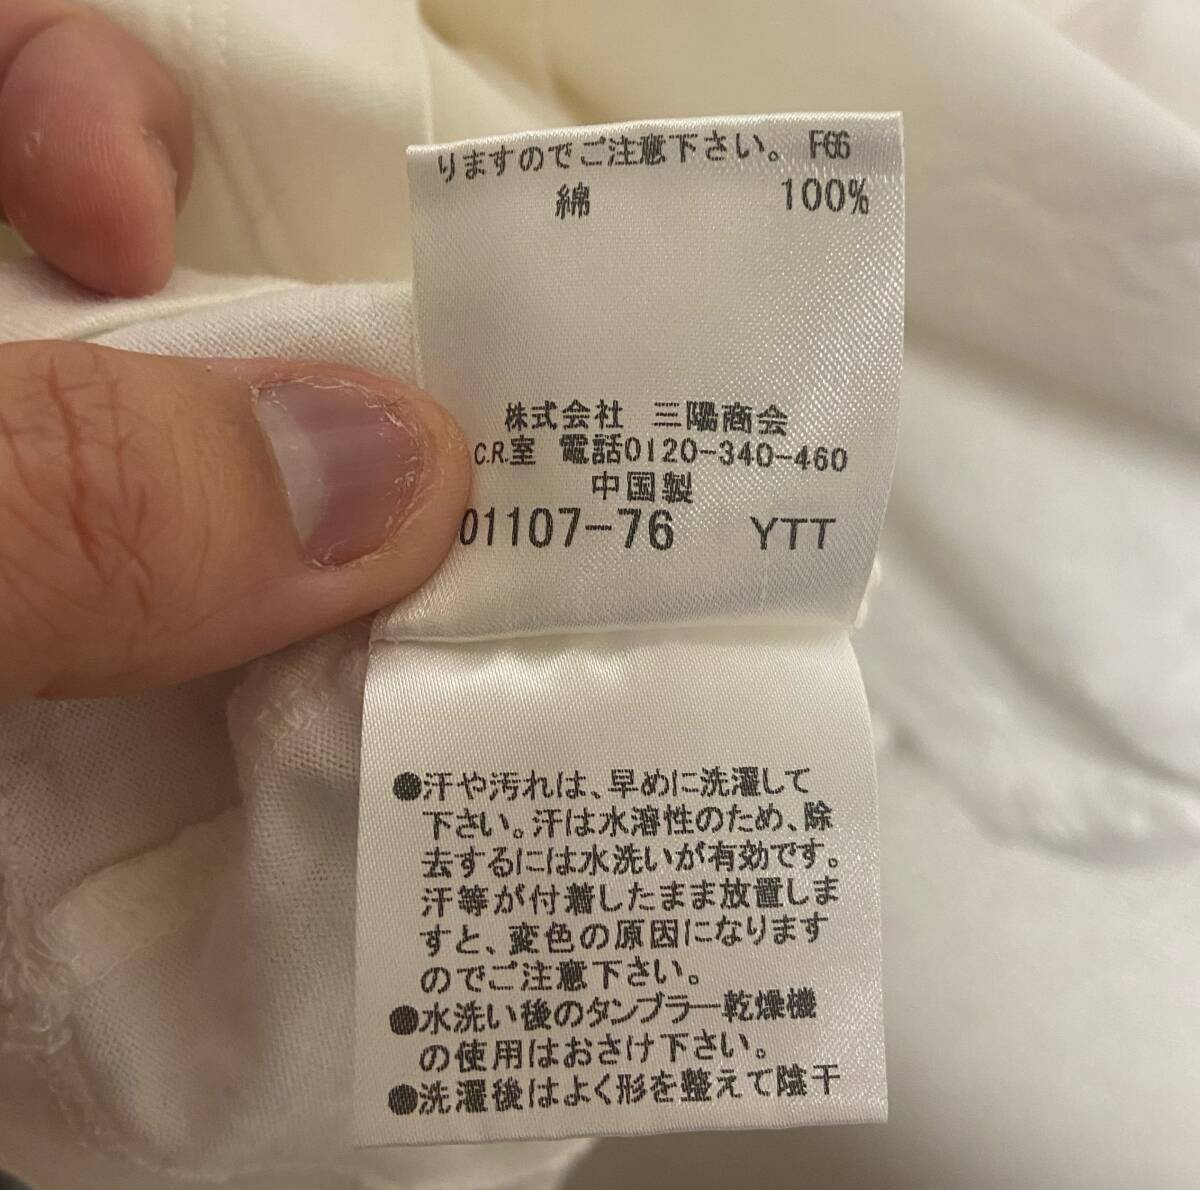 りますのでご注意下さい。 F66
綿 100%
株式会社 三陽商会
C.R.室 電話0120-340-460
中国製
01107-76 YTT
●汗や汚れは、早めに洗濯して
下さい。汗は水溶性のため、除
去するには水洗いが有効です。
汗等が付着したまま放置しま
すと、変色の原因になります
のでご注意下さい。
●水洗い後のタンブラー乾燥機
の使用はおさけ下さい。
●洗濯後はよく形を整えて陰干